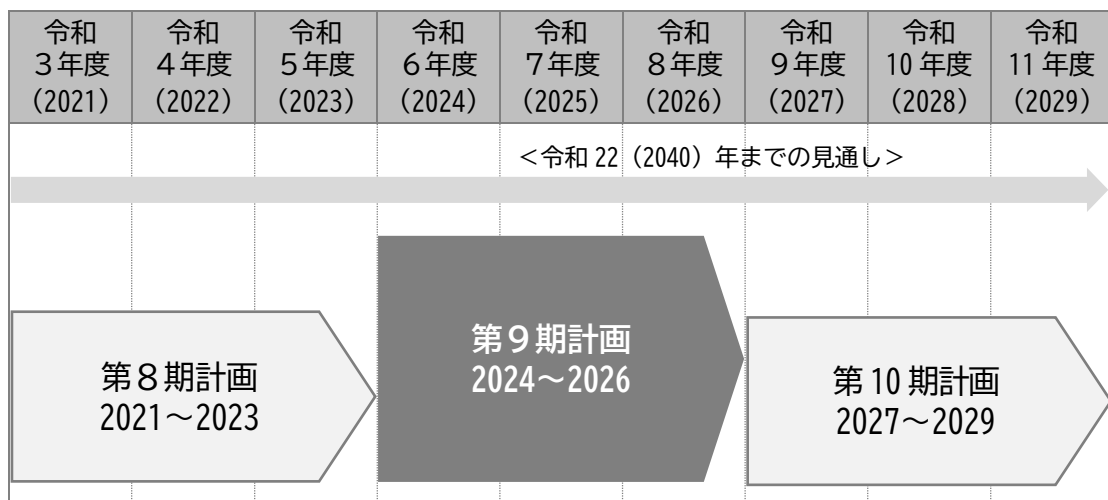 令和
3年度
(2021)
令和
4年度
(2022)
令和
5年度
(2023)
令和
6年度
(2024)
令和
7年度
(2025)
令和
8年度
(2026)
令和
9年度
(2027)
令和
10年度
(2028)
令和
11年度
(2029)
<令和 22(2040)年までの見通し>
第8期計画
2021~2023
第9期計画
2024~2026
第10期計画
2027~2029